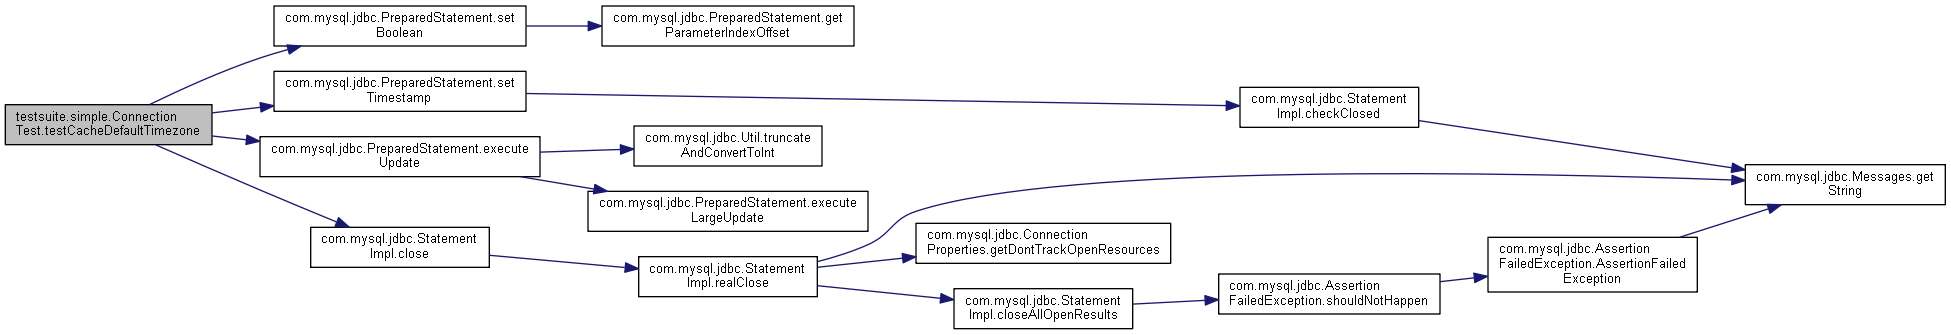 testsuite.simple.Connection
Test.testCacheDefaultTimezone
com.mysql.jdbc.PreparedStatement.set
Boolean
com.mysql.jdbc.PreparedStatement.get
ParameterIndexOffset
com.mysql.jdbc.PreparedStatement.set
Timestamp
com.mysql.jdbc.Statement
Impl.checkClosed
com.mysql.jdbc.PreparedStatement.execute
Update
com.mysql.jdbc.Util.truncate
AndConvertToInt
com.mysql.jdbc.PreparedStatement.execute
LargeUpdate
com.mysql.jdbc.Statement
Impl.close
com.mysql.jdbc.Statement
Impl.realClose
com.mysql.jdbc.Connection
Properties.getDontTrackOpenResources
com.mysql.jdbc.Statement
Impl.closeAllOpenResults
com.mysql.jdbc.Assertion
FailedException.shouldNotHappen
com.mysql.jdbc.Assertion
FailedException.AssertionFailed
Exception
com.mysql.jdbc.Messages.get
String